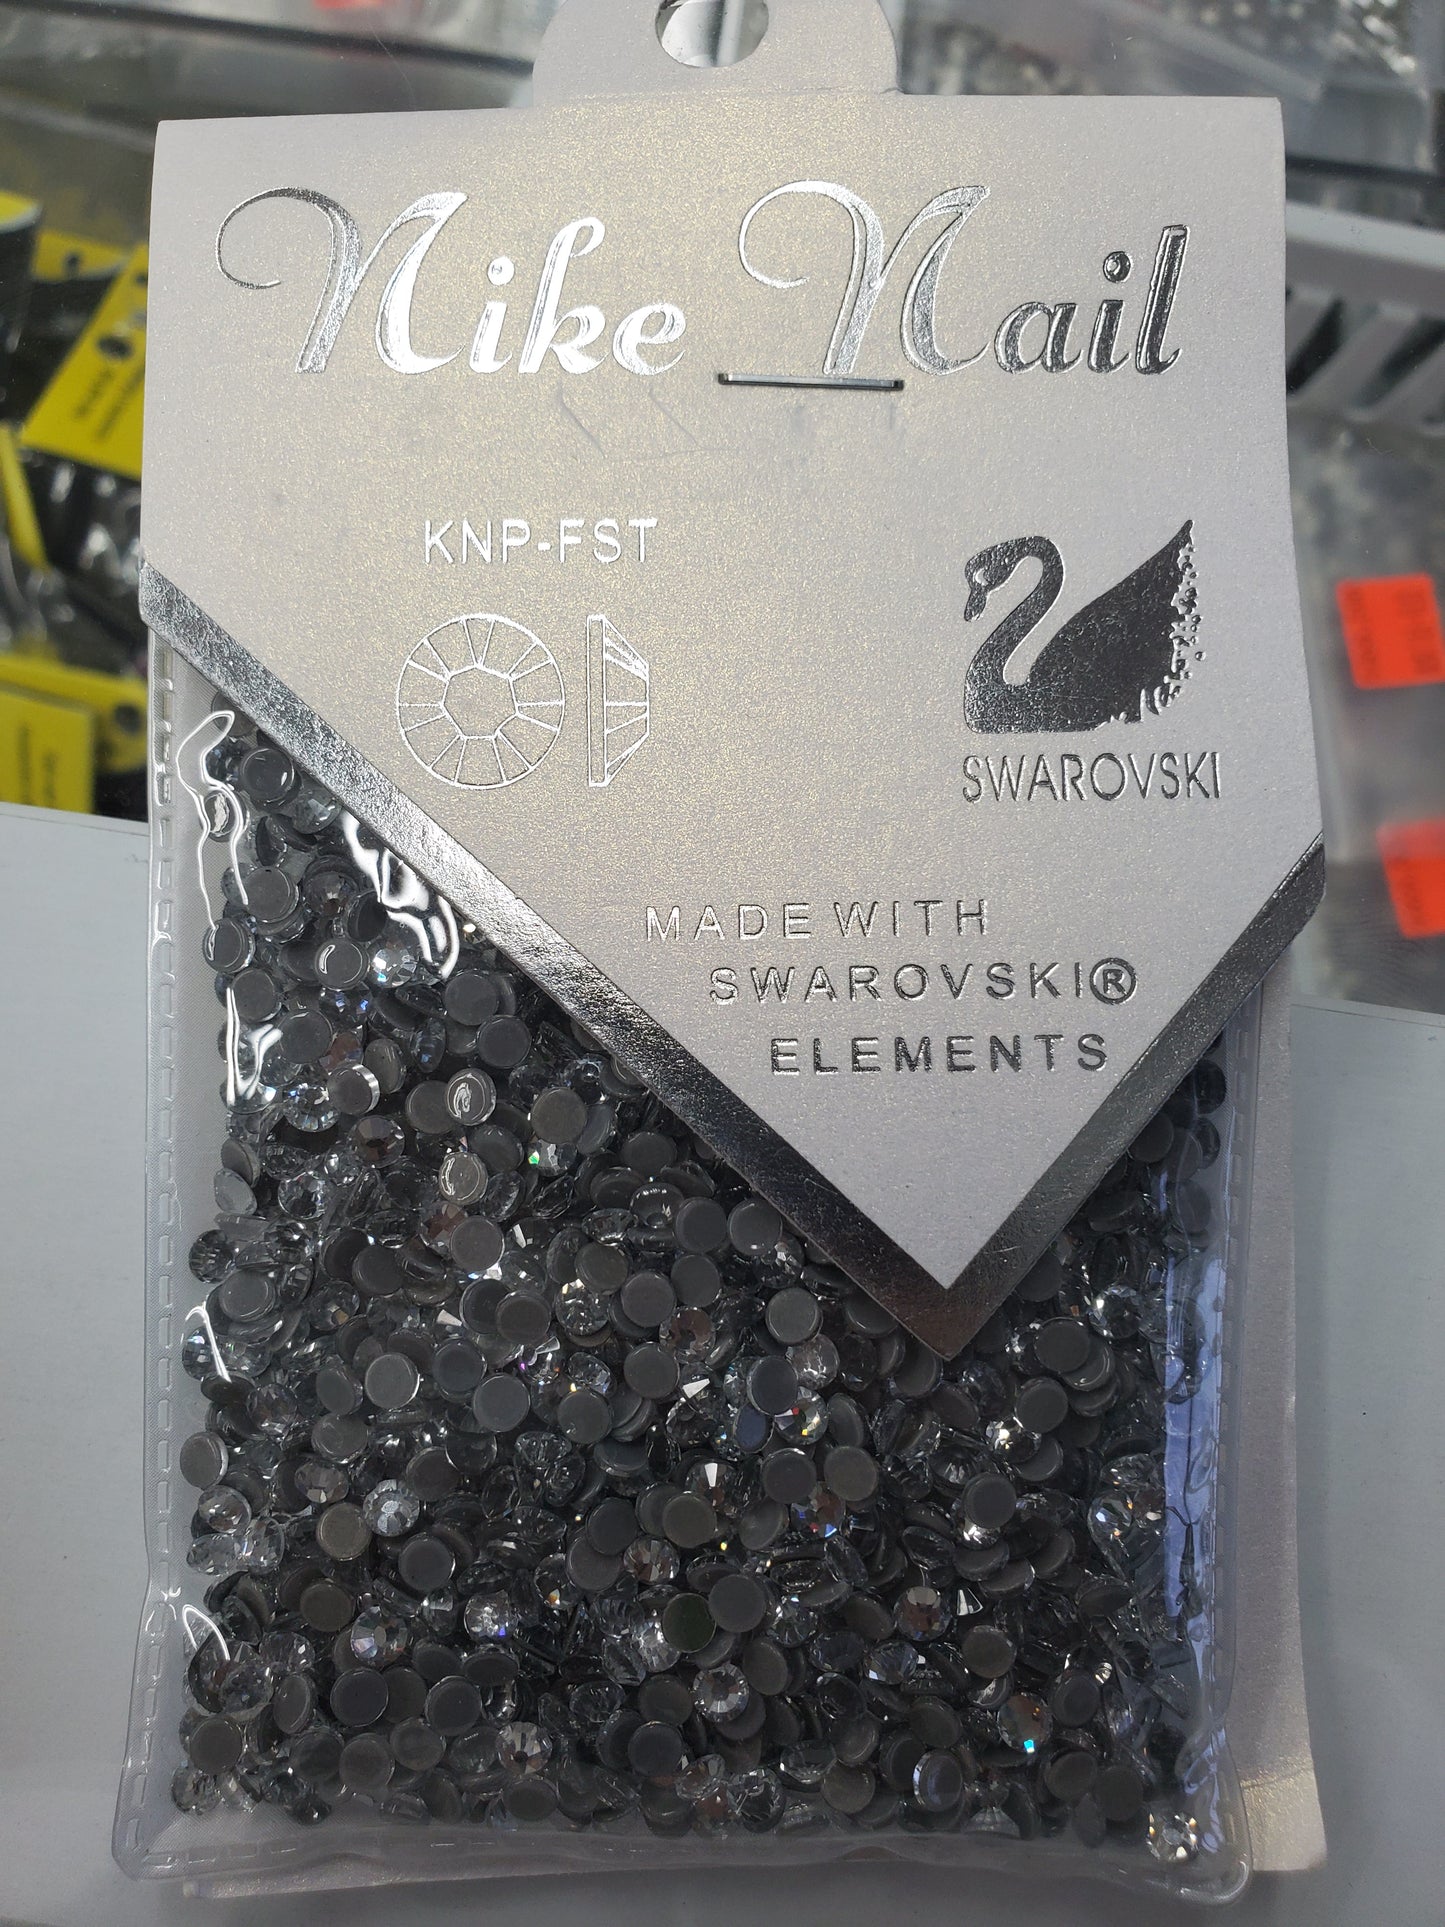 Nike Nail
KNP-FST
SWAROVSKI
MADE WITH
SWAROVSKI®
ELEMENTS